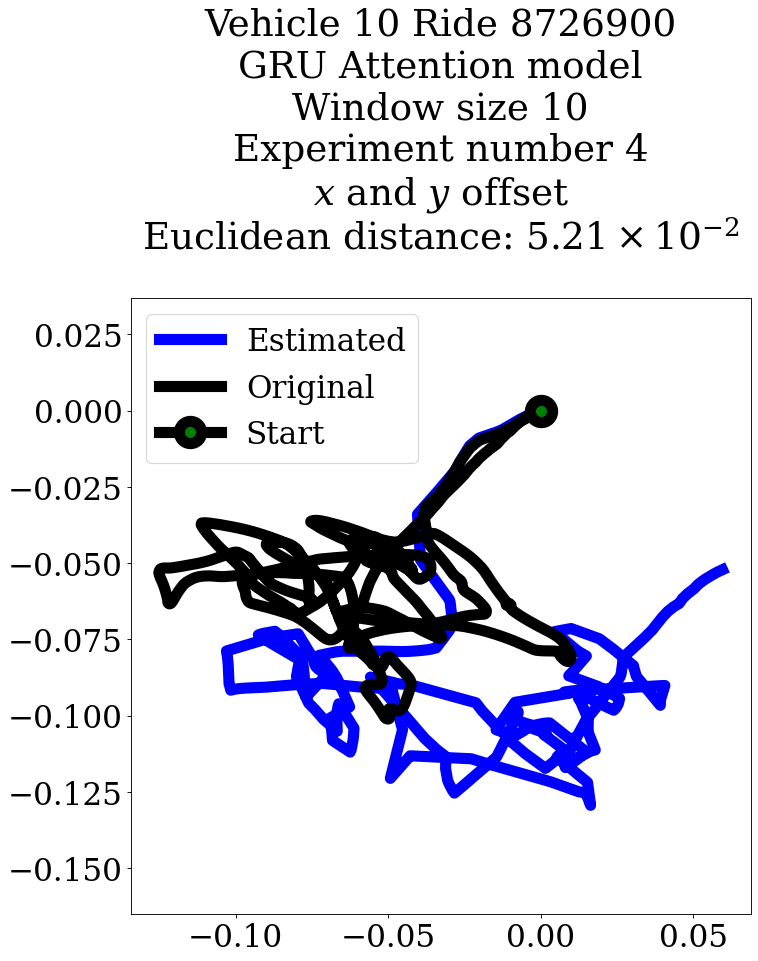 Vehicle 10 Ride 8726900
GRU Attention model
Window size 10
Experiment number 4
x and y offset
Euclidean distance: 5.21 × 10⁻²
Estimated
Original
Start
0.025
0.000
−0.025
−0.050
−0.075
−0.100
−0.125
−0.150
−0.10
−0.05
0.00
0.05